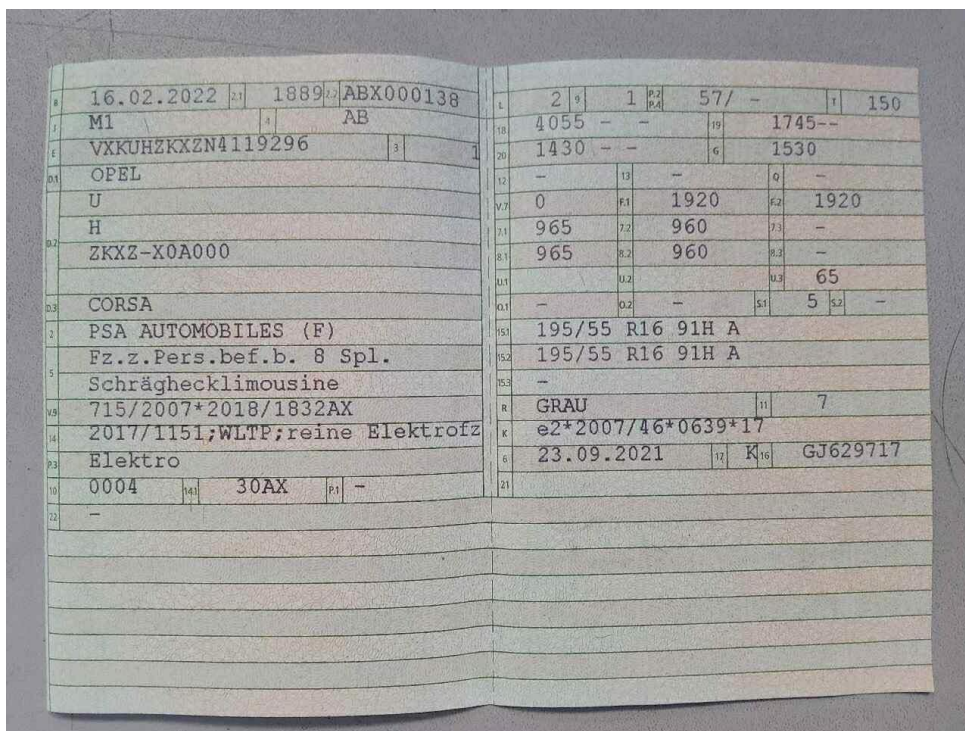 B 16.02.2022 2.1 1889 2.2 ABX000138
J M1 4 AB
E VXKUHZKXZN4119296 3 1
D.1 OPEL
U
H
D.2 ZKXZ-X0A000
D.3 CORSA
2 PSA AUTOMOBILES (F)
Fz.z.Pers.bef.b. 8 Spl.
5
Schräghecklimousine
V.9 715/2007*2018/1832AX
14 2017/1151;WLTP;reine Elektrofz
P.3 Elektro
10 0004 14.1 30AX P.1 -
22 -
L 2 9 1 P.2 P.4 57/ - T 150
18 4055 - - 19 1745--
20 1430 - - G 1530
12 - 13 - Q -
V.7 0 F.1 1920 F.2 1920
7.1 965 7.2 960 7.3 -
8.1 965 8.2 960 8.3 -
U.1 U.2 U.3 65
O.1 - O.2 - S.1 5 S.2 -
15.1 195/55 R16 91H A
15.2 195/55 R16 91H A
15.3 -
R GRAU 11 7
K e2*2007/46*0639*17
6 23.09.2021 17 K 16 GJ629717
21